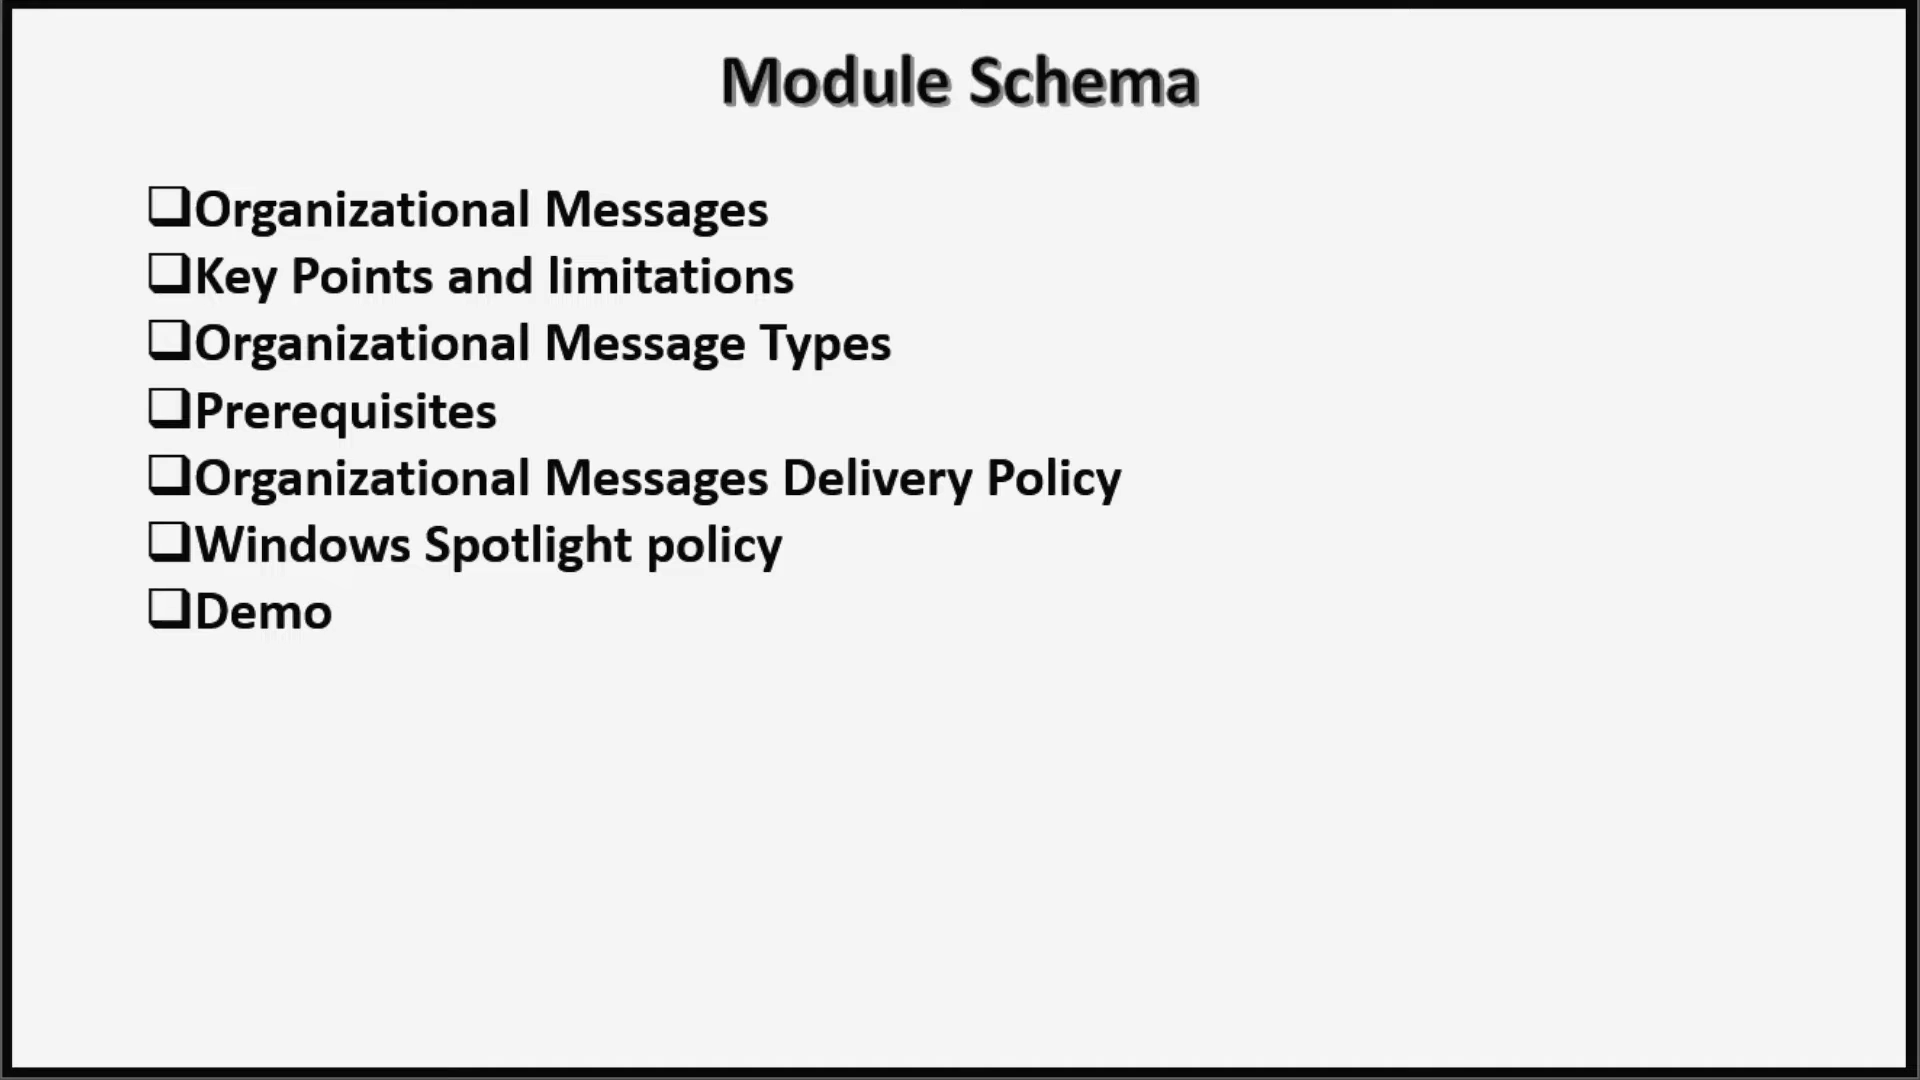 Module Schema
❑Organizational Messages
❑Key Points and limitations
❑Organizational Message Types
❑Prerequisites
❑Organizational Messages Delivery Policy
❑Windows Spotlight policy
❑Demo